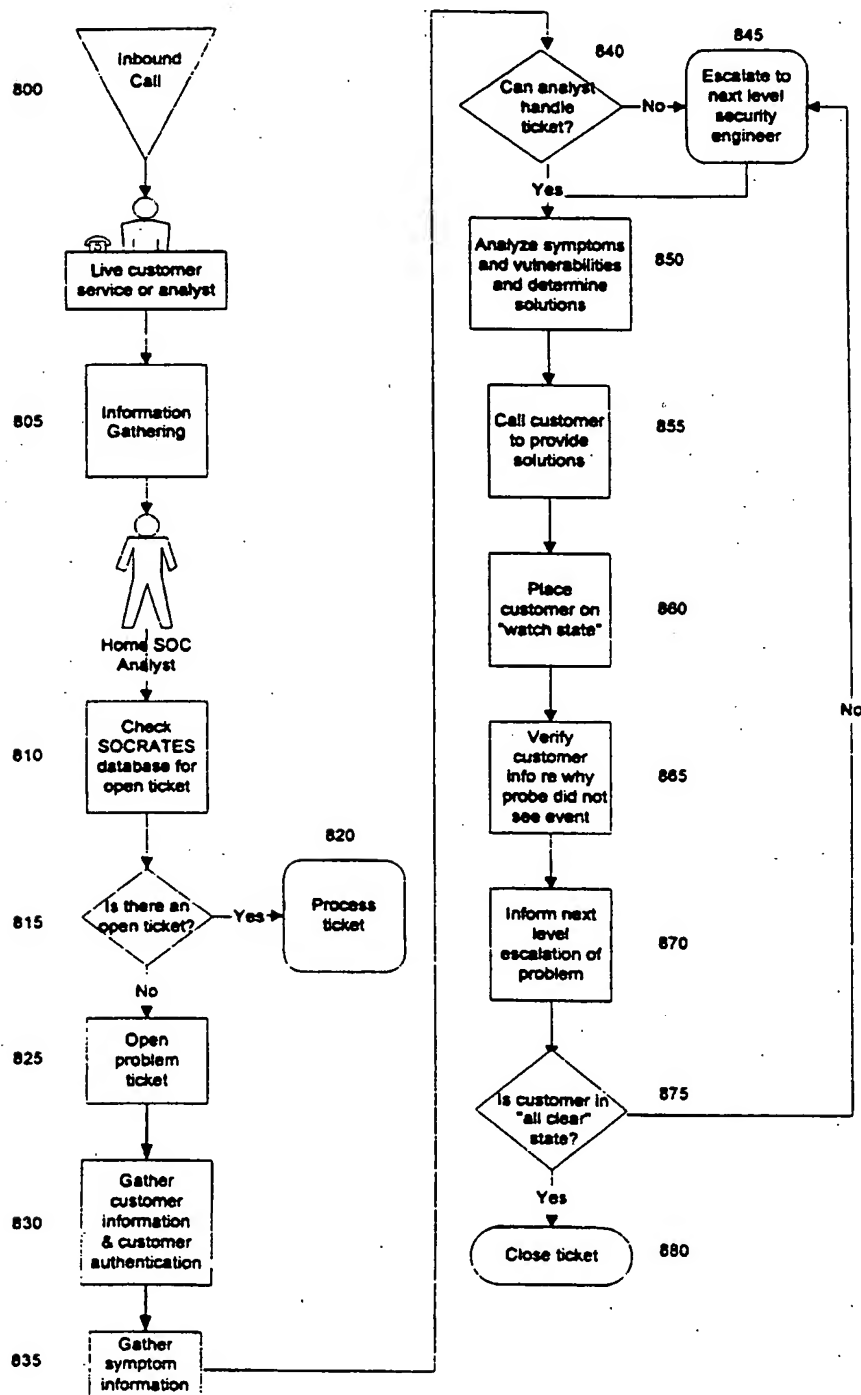 800
Inbound
Call
Live customer
service or analyst
805
Information
Gathering
Home SOC
Analyst
810
Check
SOCRATES
database for
open ticket
815
Is there an
open ticket?
Yes
820
Process
ticket
No
825
Open
problem
ticket
830
Gather
customer
information
& customer
authentication
835
Gather
symptom
information
840
Can analyst
handle
ticket?
No
845
Escalate to
next level
security
engineer
Yes
Analyze symptoms
and vulnerabilities
and determine
solutions
850
Call customer
to provide
solutions
855
Place
customer on
"watch state"
860
Verify
customer
info re why
probe did not
see event
865
Inform next
level
escalation of
problem
870
Is customer in
"all clear"
state?
875
No
Yes
Close ticket
880